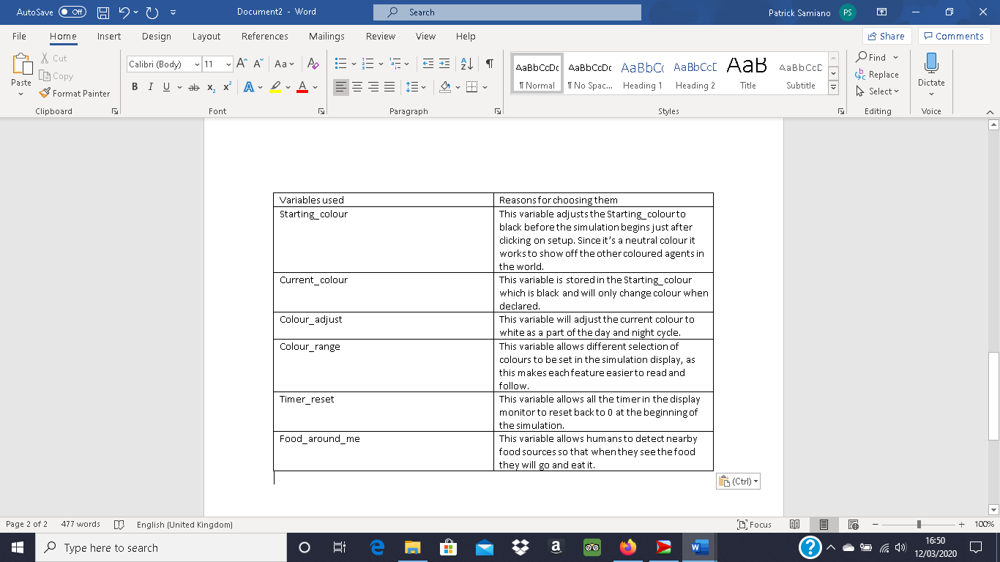 AutoSave Off Document2 - Word Search Patrick Samiano PS
File Home Insert Design Layout References Mailings Review View Help Share Comments
Paste
Cut
Copy
Format Painter
Clipboard
Calibri (Body) 11
Font
Paragraph
AaBbCcDc AaBbCcDc AaBbCc AaBbCcE AaB AaBbCcD
¶ Normal ¶ No Spac... Heading 1 Heading 2 Title Subtitle
Styles
Find
Replace
Select
Editing
Dictate
Voice
Variables used Reasons for choosing them
Starting_colour This variable adjusts the Starting_colour to
black before the simulation begins just after
clicking on setup. Since it's a neutral colour it
works to show off the other coloured agents in
the world.
Current_colour This variable is stored in the Starting_colour
which is black and will only change colour when
declared.
Colour_adjust This variable will adjust the current colour to
white as a part of the day and night cycle.
Colour_range This variable allows different selection of
colours to be set in the simulation display, as
this makes each feature easier to read and
follow.
Timer_reset This variable allows all the timer in the display
monitor to reset back to 0 at the beginning of
the simulation.
Food_around_me This variable allows humans to detect nearby
food sources so that when they see the food
they will go and eat it.
(Ctrl)
Page 2 of 2 477 words English (United Kingdom) Focus 100%
Type here to search
16:50
12/03/2020